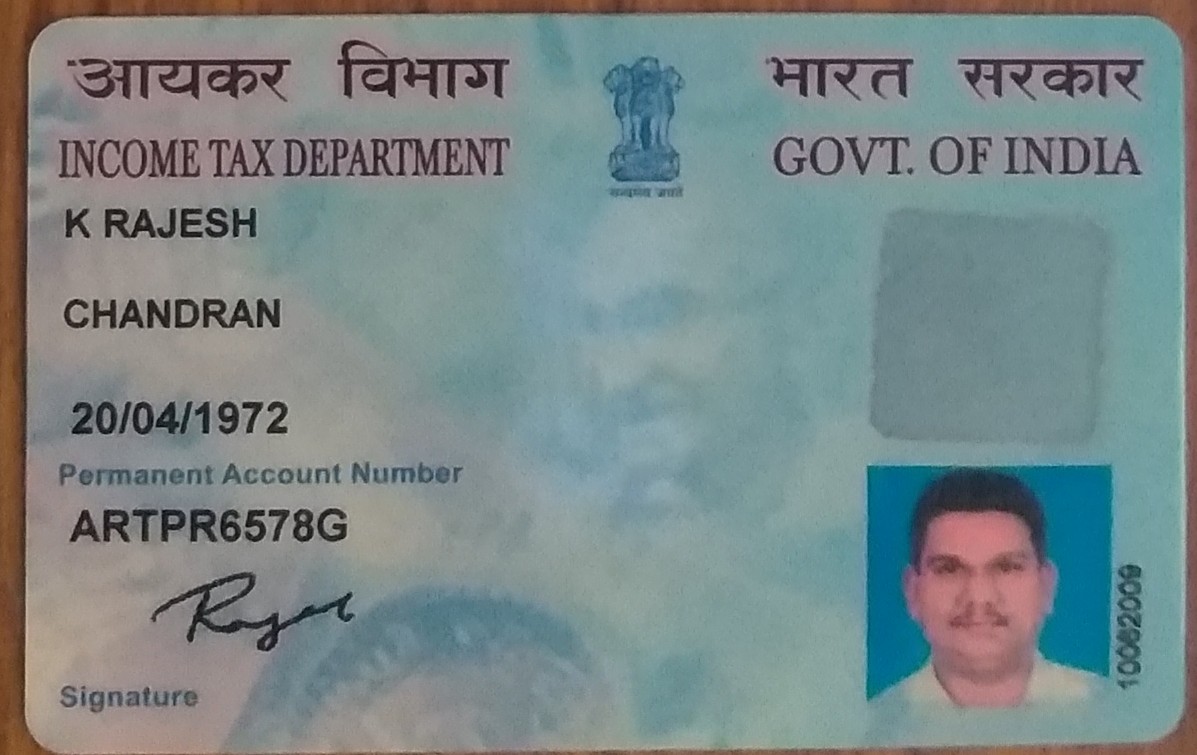 आयकर विभाग
INCOME TAX DEPARTMENT
सत्यमेव जयते
भारत सरकार
GOVT. OF INDIA
K RAJESH
CHANDRAN
20/04/1972
Permanent Account Number
ARTPR6578G
Rajesh
Signature
10062009